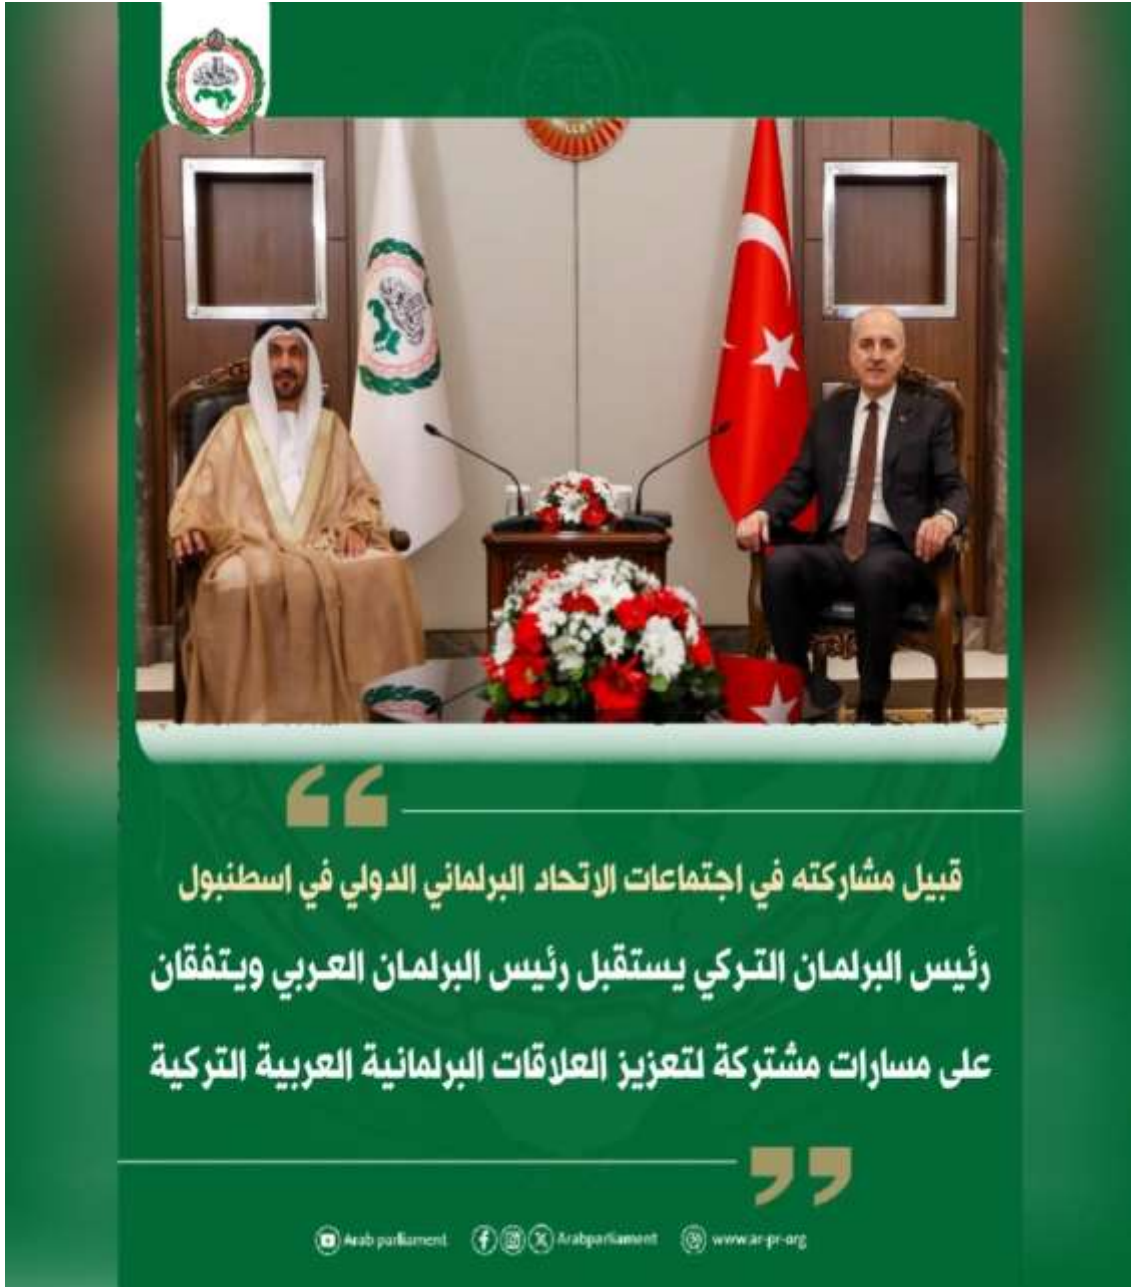 MILLET
قبيل مشاركته في اجتماعات الاتحاد البرلماني الدولي في اسطنبول
رئيس البرلمان التركي يستقبل رئيس البرلمان العربي ويتفقان
على مسارات مشتركة لتعزيز العلاقات البرلمانية العربية التركية
Arab parliament Arabparliament www.ar-pr-org